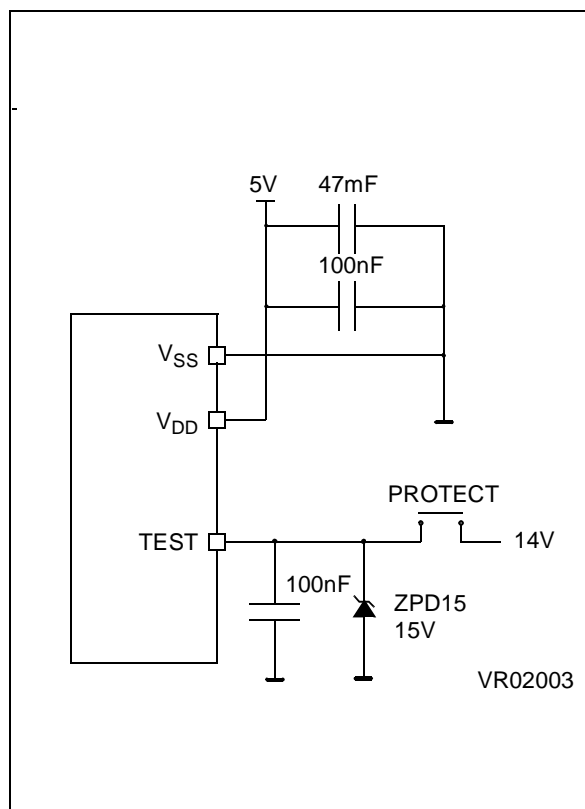 5V 47mF
100nF
VSS
VDD
PROTECT
TEST 14V
100nF ZPD15
15V
VR02003